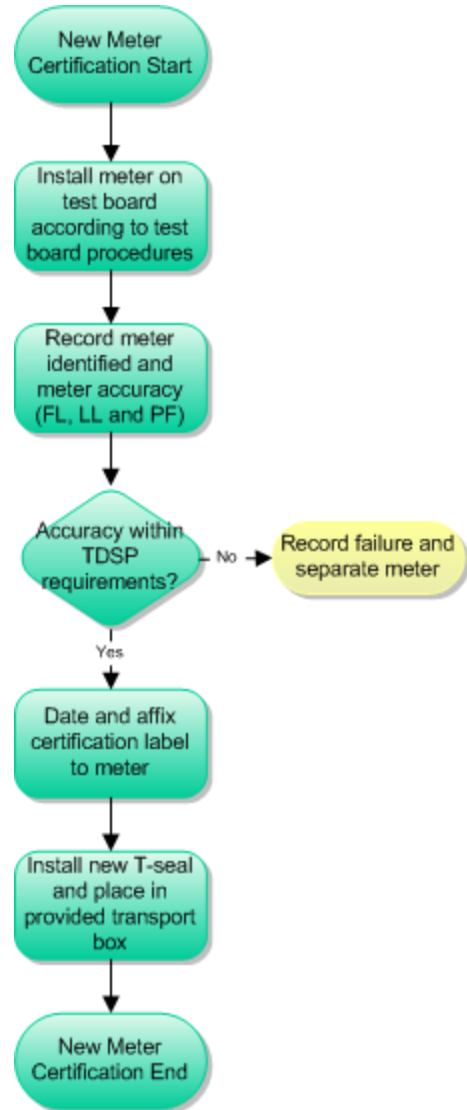 New Meter
Certification Start
Install meter on
test board
according to test
board procedures
Record meter
identified and
meter accuracy
(FL, LL and PF)
Accuracy within
TDSP
requirements?
No
Record failure and
separate meter
Yes
Date and affix
certification label
to meter
Install new T-seal
and place in
provided transport
box
New Meter
Certification End